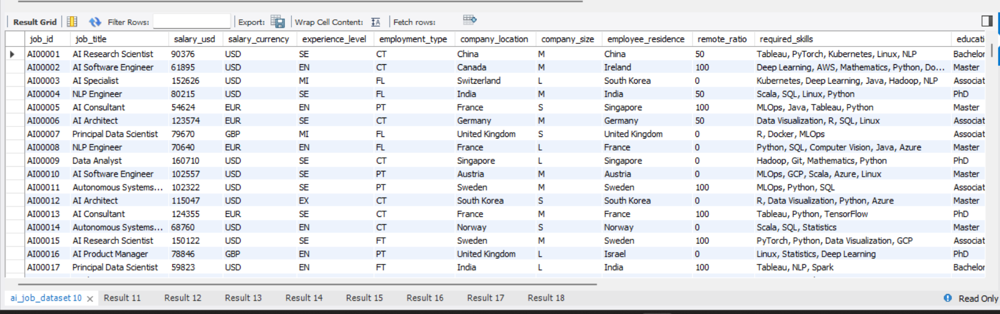 Result Grid Filter Rows: Export: Wrap Cell Content: IA Fetch rows:
job_id job_title salary_usd salary_currency experience_level employment_type company_location company_size employee_residence remote_ratio required_skills educati
AI00001 AI Research Scientist 90376 USD SE CT China M China 50 Tableau, PyTorch, Kubernetes, Linux, NLP Bachelor
AI00002 AI Software Engineer 61895 USD EN CT Canada M Ireland 100 Deep Learning, AWS, Mathematics, Python, Do... Master
AI00003 AI Specialist 152626 USD MI FL Switzerland L South Korea 0 Kubernetes, Deep Learning, Java, Hadoop, NLP Associat
AI00004 NLP Engineer 80215 USD SE FL India M India 50 Scala, SQL, Linux, Python PhD
AI00005 AI Consultant 54624 EUR EN PT France S Singapore 100 MLOps, Java, Tableau, Python Master
AI00006 AI Architect 123574 EUR SE CT Germany M Germany 50 Data Visualization, R, SQL, Linux Associat
AI00007 Principal Data Scientist 79670 GBP MI FL United Kingdom S United Kingdom 0 R, Docker, MLOps Associat
AI00008 NLP Engineer 70640 EUR EN FL France L France 0 Python, SQL, Computer Vision, Java, Azure Master
AI00009 Data Analyst 160710 USD SE CT Singapore L Singapore 0 Hadoop, Git, Mathematics, Python PhD
AI00010 AI Software Engineer 102557 USD SE PT Austria M Austria 0 MLOps, GCP, Scala, Azure, Linux Master
AI00011 Autonomous Systems... 102322 USD SE PT Sweden M Sweden 100 MLOps, Python, SQL Associat
AI00012 AI Architect 115047 USD EX CT South Korea S South Korea 0 R, Data Visualization, Python, Azure Master
AI00013 AI Consultant 124355 EUR SE CT France M France 100 Tableau, Python, TensorFlow PhD
AI00014 Autonomous Systems... 68760 USD EN CT Norway S Norway 0 Scala, SQL, Statistics Master
AI00015 AI Research Scientist 150122 USD SE FT Sweden M Sweden 100 PyTorch, Python, Data Visualization, GCP Associat
AI00016 AI Product Manager 78846 GBP EN PT United Kingdom L Israel 0 Linux, Statistics, Deep Learning PhD
AI00017 Principal Data Scientist 59823 USD EN FT India L India 100 Tableau, NLP, Spark Bachelor
ai_job_dataset 10 Result 11 Result 12 Result 13 Result 14 Result 15 Result 16 Result 17 Result 18 Read Only